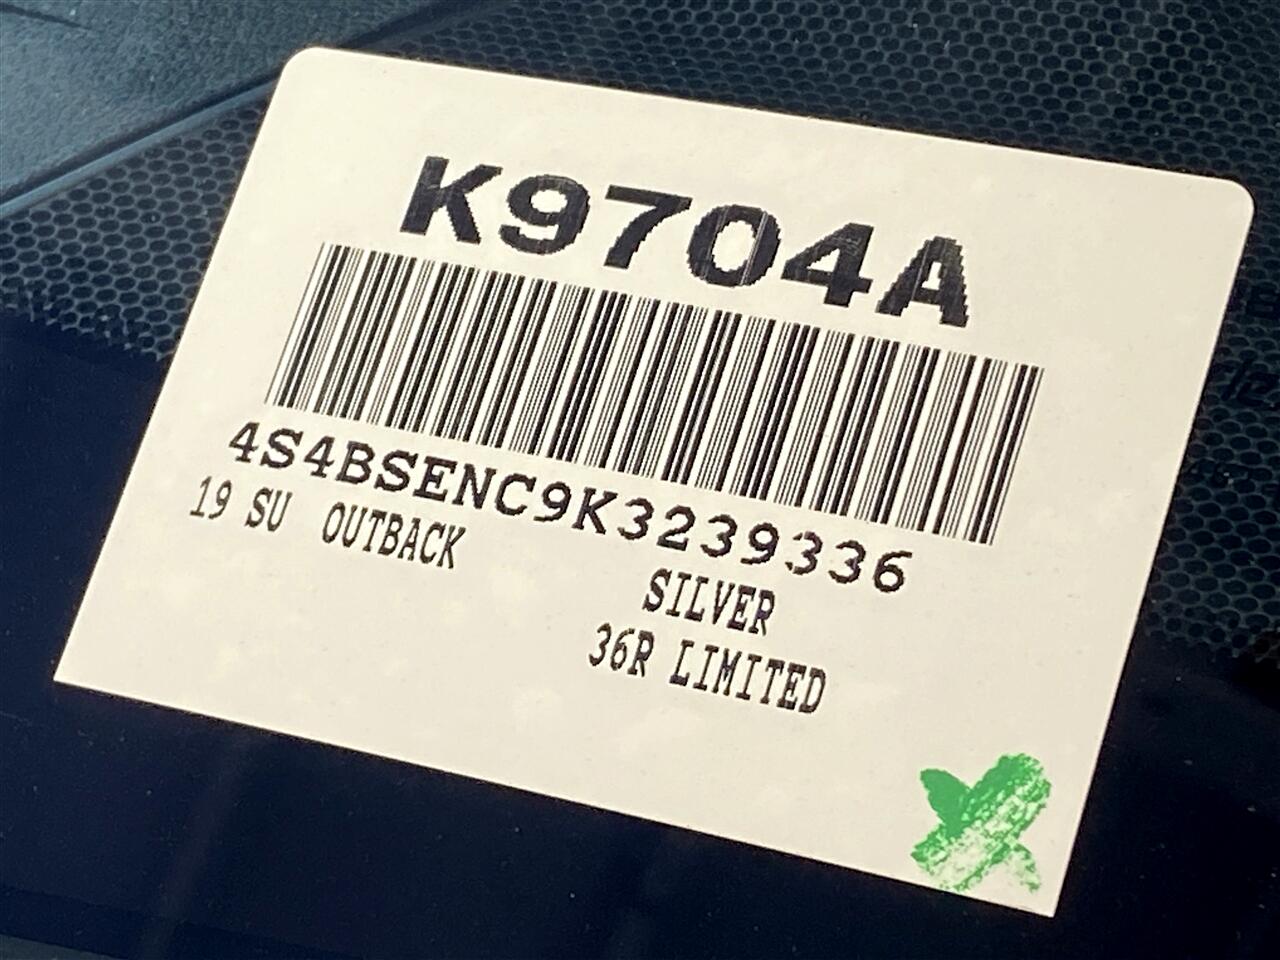 K9704A
4S4BSENC9K3239336
19 SU OUTBACK
SILVER
36R LIMITED